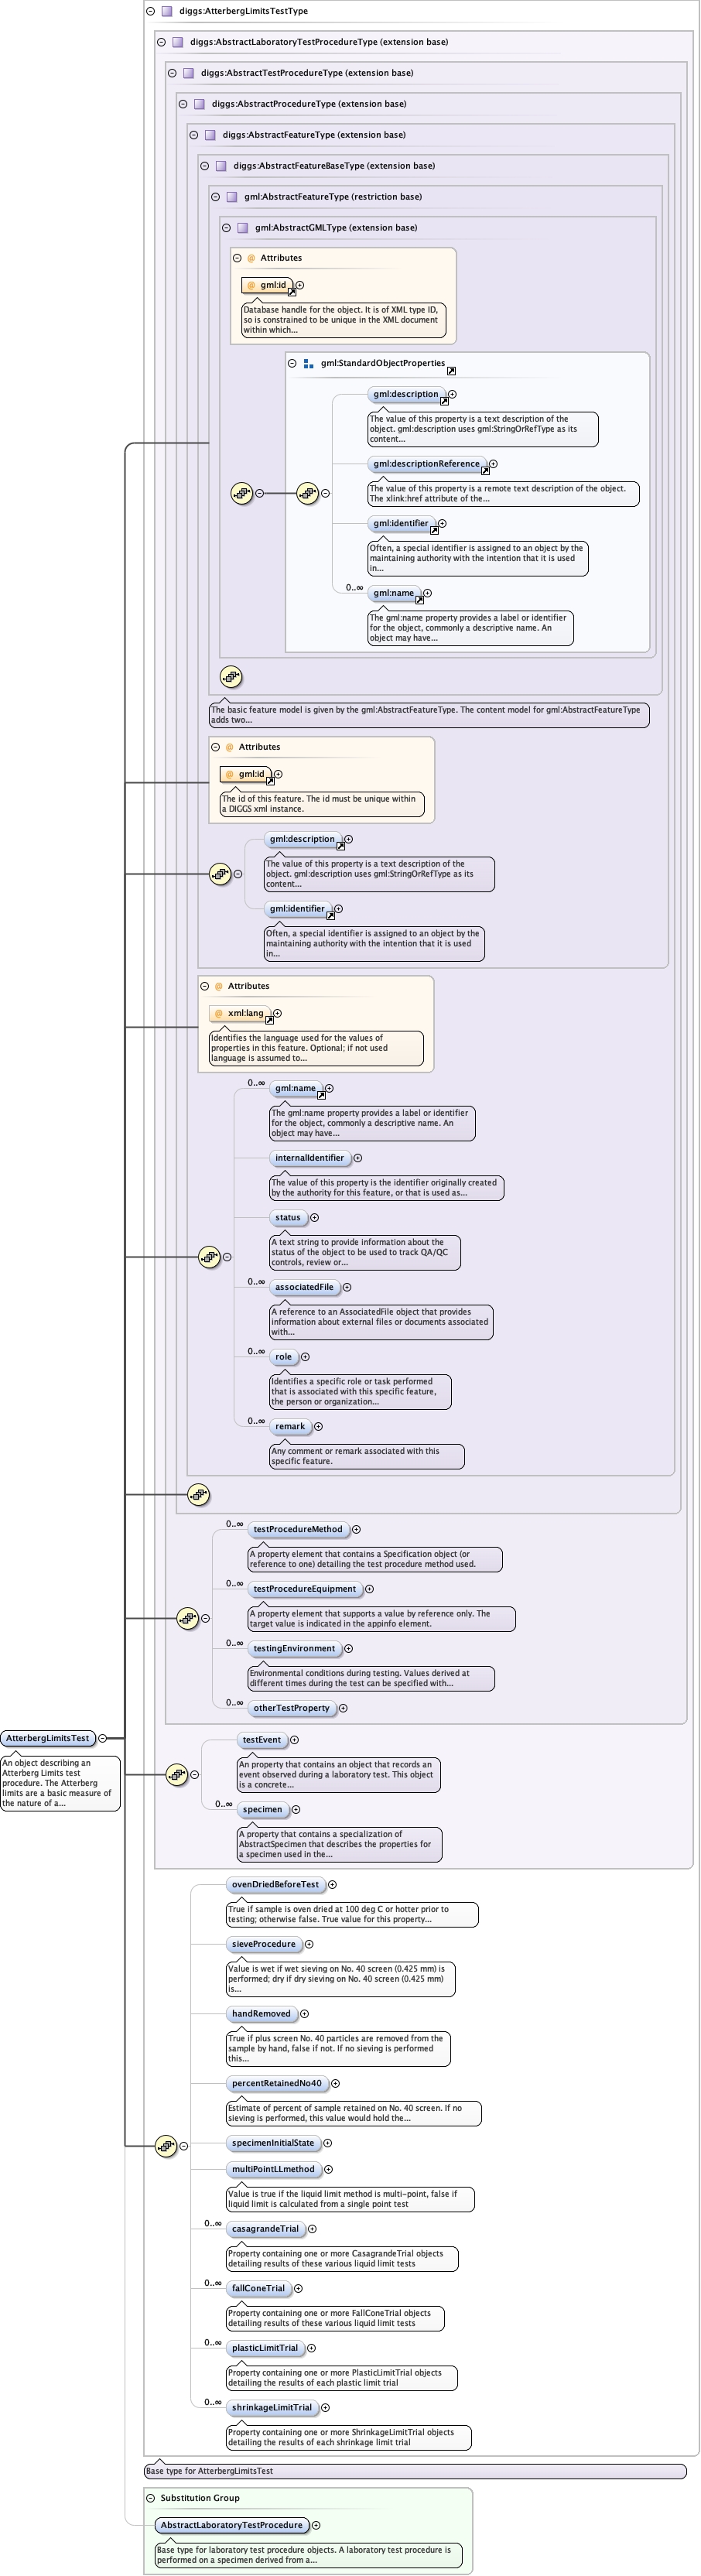 diggs:AtterbergLimitsTestType
diggs:AbstractLaboratoryTestProcedureType (extension base)
diggs:AbstractTestProcedureType (extension base)
diggs:AbstractProcedureType (extension base)
diggs:AbstractFeatureType (extension base)
diggs:AbstractFeatureBaseType (extension base)
gml:AbstractFeatureType (restriction base)
gml:AbstractGMLType (extension base)
@ Attributes
@ gml:id
Database handle for the object. It is of XML type ID,
so is constrained to be unique in the XML document
within which...
gml:StandardObjectProperties
gml:description
The value of this property is a text description of the
object. gml:description uses gml:StringOrRefType as its
content...
gml:descriptionReference
The value of this property is a remote text description of the object.
The xlink:href attribute of the...
gml:identifier
Often, a special identifier is assigned to an object by the
maintaining authority with the intention that it is used
in...
0..∞
gml:name
The gml:name property provides a label or identifier
for the object, commonly a descriptive name. An
object may have...
The basic feature model is given by the gml:AbstractFeatureType. The content model for gml:AbstractFeatureType
adds two...
@ Attributes
@ gml:id
The id of this feature. The id must be unique within
a DIGGS xml instance.
gml:description
The value of this property is a text description of the
object. gml:description uses gml:StringOrRefType as its
content...
gml:identifier
Often, a special identifier is assigned to an object by the
maintaining authority with the intention that it is used
in...
@ Attributes
@ xml:lang
Identifies the language used for the values of
properties in this feature. Optional; if not used
language is assumed to...
0..∞
gml:name
The gml:name property provides a label or identifier
for the object, commonly a descriptive name. An
object may have...
internalIdentifier
The value of this property is the identifier originally created
by the authority for this feature, or that is used as...
status
A text string to provide information about the
status of the object to be used to track QA/QC
controls, review or...
0..∞
associatedFile
A reference to an AssociatedFile object that provides
information about external files or documents associated
with...
0..∞
role
Identifies a specific role or task performed
that is associated with this specific feature,
the person or organization...
0..∞
remark
Any comment or remark associated with this
specific feature.
0..∞
testProcedureMethod
A property element that contains a Specification object (or
reference to one) detailing the test procedure method used.
0..∞
testProcedureEquipment
A property element that supports a value by reference only. The
target value is indicated in the appinfo element.
0..∞
testingEnvironment
Environmental conditions during testing. Values derived at
different times during the test can be specified with...
0..∞
otherTestProperty
AtterbergLimitsTest
An object describing an
Atterberg Limits test
procedure. The Atterberg
limits are a basic measure of
the nature of a...
testEvent
An property that contains an object that records an
event observed during a laboratory test. This object
is a concrete...
0..∞
specimen
A property that contains a specialization of
AbstractSpecimen that describes the properties for
a specimen used in the...
ovenDriedBeforeTest
True if sample is oven dried at 100 deg C or hotter prior to
testing; otherwise false. True value for this property...
sieveProcedure
Value is wet if wet sieving on No. 40 screen (0.425 mm) is
performed; dry if dry sieving on No. 40 screen (0.425 mm)
is...
handRemoved
True if plus screen No. 40 particles are removed from the
sample by hand, false if not. If no sieving is performed
this...
percentRetainedNo40
Estimate of percent of sample retained on No. 40 screen. If no
sieving is performed, this value would hold the...
specimenInitialState
multiPointLLmethod
Value is true if the liquid limit method is multi-point, false if
liquid limit is calculated from a single point test
0..∞
casagrandeTrial
Property containing one or more CasagrandeTrial objects
detailing results of these various liquid limit tests
0..∞
fallConeTrial
Property containing one or more FallConeTrial objects
detailing results of these various liquid limit tests
0..∞
plasticLimitTrial
Property containing one or more PlasticLimitTrial objects
detailing the results of each plastic limit trial
0..∞
shrinkageLimitTrial
Property containing one or more ShrinkageLimitTrial objects
detailing the results of each shrinkage limit trial
Base type for AtterbergLimitsTest
Substitution Group
AbstractLaboratoryTestProcedure
Base type for laboratory test procedure objects. A laboratory test procedure is
performed on a specimen derived from a...